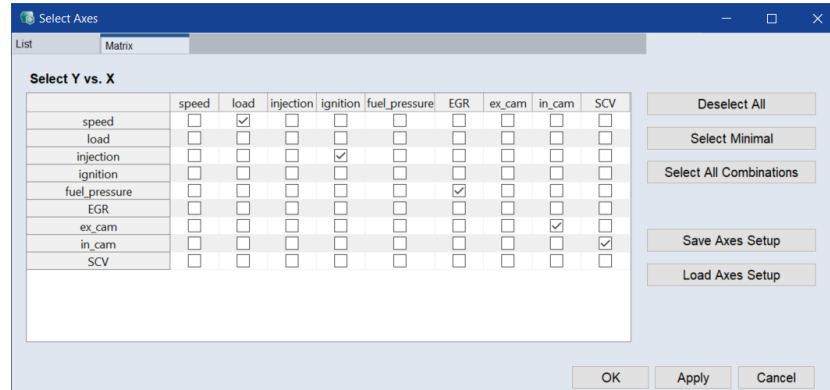 Select Axes
List Matrix
Select Y vs. X
speed load injection ignition fuel_pressure EGR ex_cam in_cam SCV
speed
load
injection
ignition
fuel_pressure
EGR
ex_cam
in_cam
SCV
Deselect All
Select Minimal
Select All Combinations
Save Axes Setup
Load Axes Setup
OK Apply Cancel